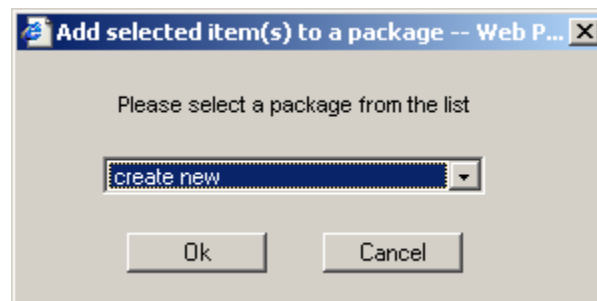 Add selected item(s) to a package -- Web P...
Please select a package from the list
create new
Ok
Cancel